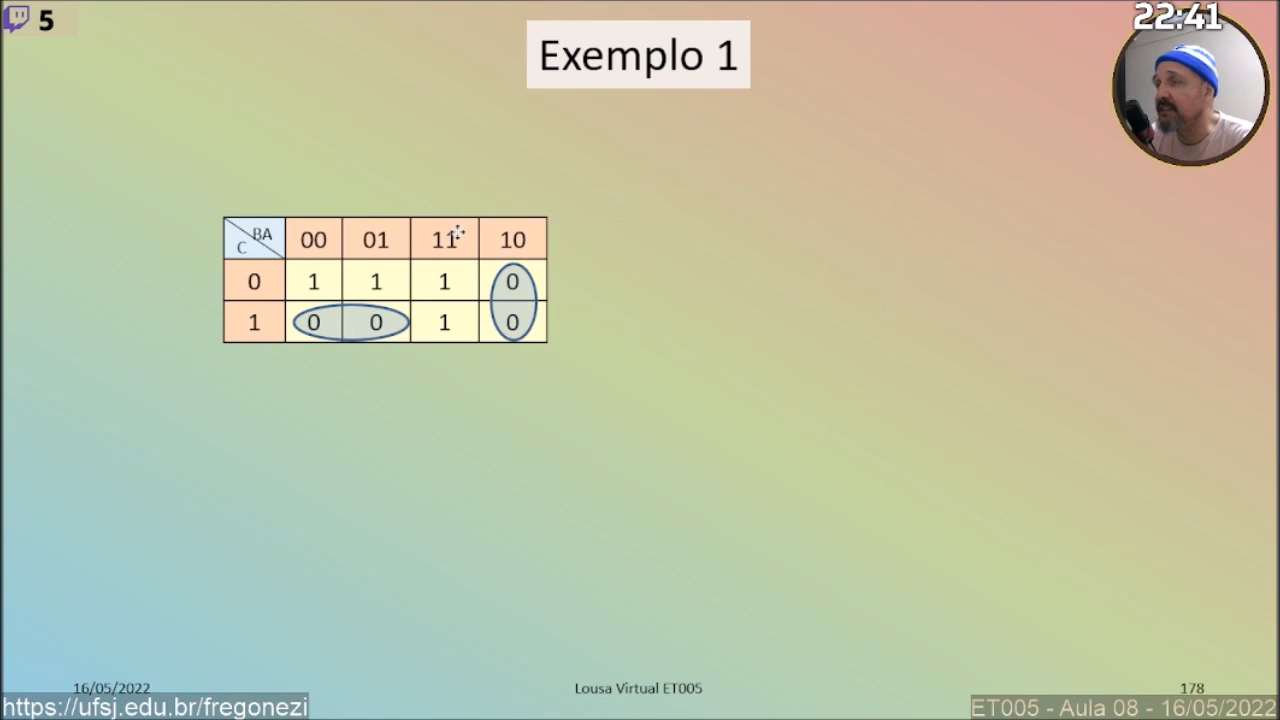 5
22:41
Exemplo 1
BA
C 00 01 11 10
0 1 1 1 0
1 0 0 1 0
16/05/2022 Lousa Virtual ET005 178
https://ufsj.edu.br/fregonezi ET005 - Aula 08 - 16/05/2022